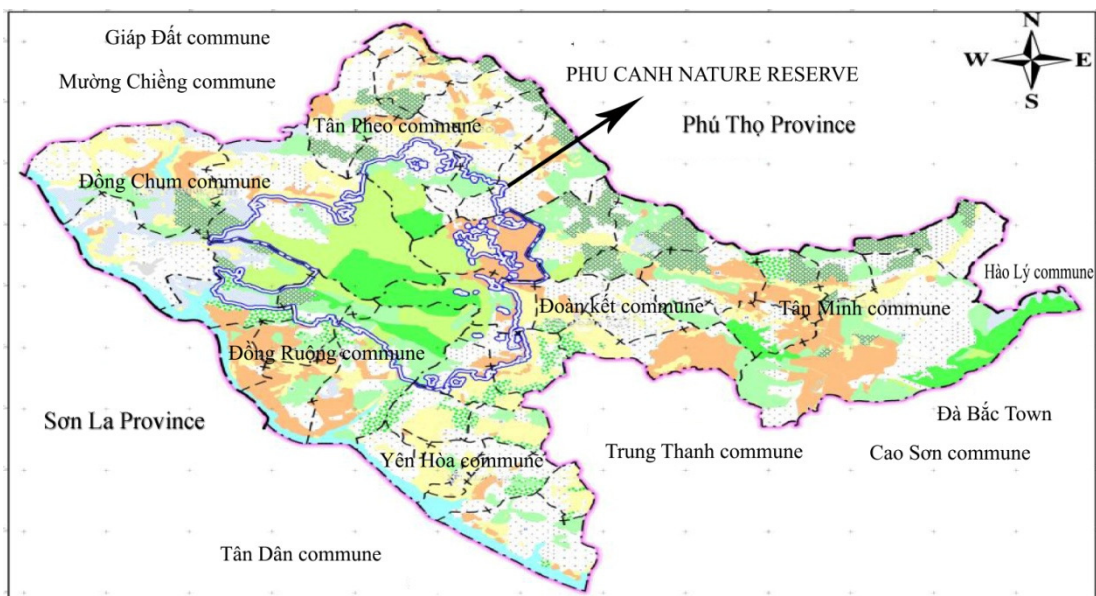 Giáp Đất commune
N
W E
S
PHU CANH NATURE RESERVE
Mường Chiềng commune
Tân Pheo commune
Phú Thọ Province
Đồng Chum commune
Hào Lý commune
Đoàn kết commune
Tân Minh commune
Đồng Ruộng commune
Đà Bắc Town
Sơn La Province
Trung Thanh commune
Cao Sơn commune
Yên Hòa commune
Tân Dân commune